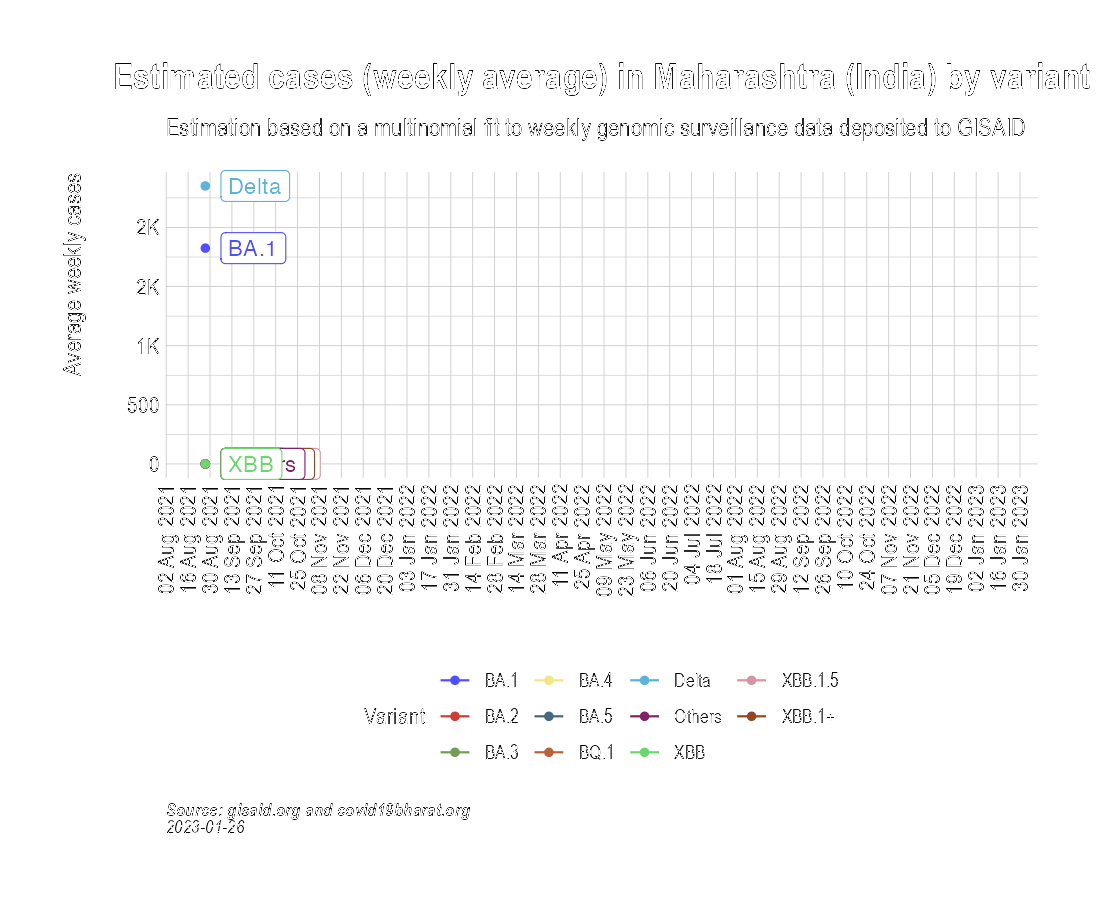 Estimated cases (weekly average) in Maharashtra (India) by variant
Estimation based on a multinomial fit to weekly genomic surveillance data deposited to GISAID
Average weekly cases
2K
2K
1K
500
0
Delta
BA.1
XBB
rs
02 Aug 2021
16 Aug 2021
30 Aug 2021
13 Sep 2021
27 Sep 2021
11 Oct 2021
25 Oct 2021
08 Nov 2021
22 Nov 2021
06 Dec 2021
20 Dec 2021
03 Jan 2022
17 Jan 2022
31 Jan 2022
14 Feb 2022
28 Feb 2022
14 Mar 2022
28 Mar 2022
11 Apr 2022
25 Apr 2022
09 May 2022
23 May 2022
06 Jun 2022
20 Jun 2022
04 Jul 2022
18 Jul 2022
01 Aug 2022
15 Aug 2022
29 Aug 2022
12 Sep 2022
26 Sep 2022
10 Oct 2022
24 Oct 2022
07 Nov 2022
21 Nov 2022
05 Dec 2022
19 Dec 2022
02 Jan 2023
16 Jan 2023
30 Jan 2023
Variant
BA.1
BA.2
BA.3
BA.4
BA.5
BQ.1
Delta
Others
XBB
XBB.1.5
XBB.1+
Source: gisaid.org and covid19bharat.org
2023-01-26